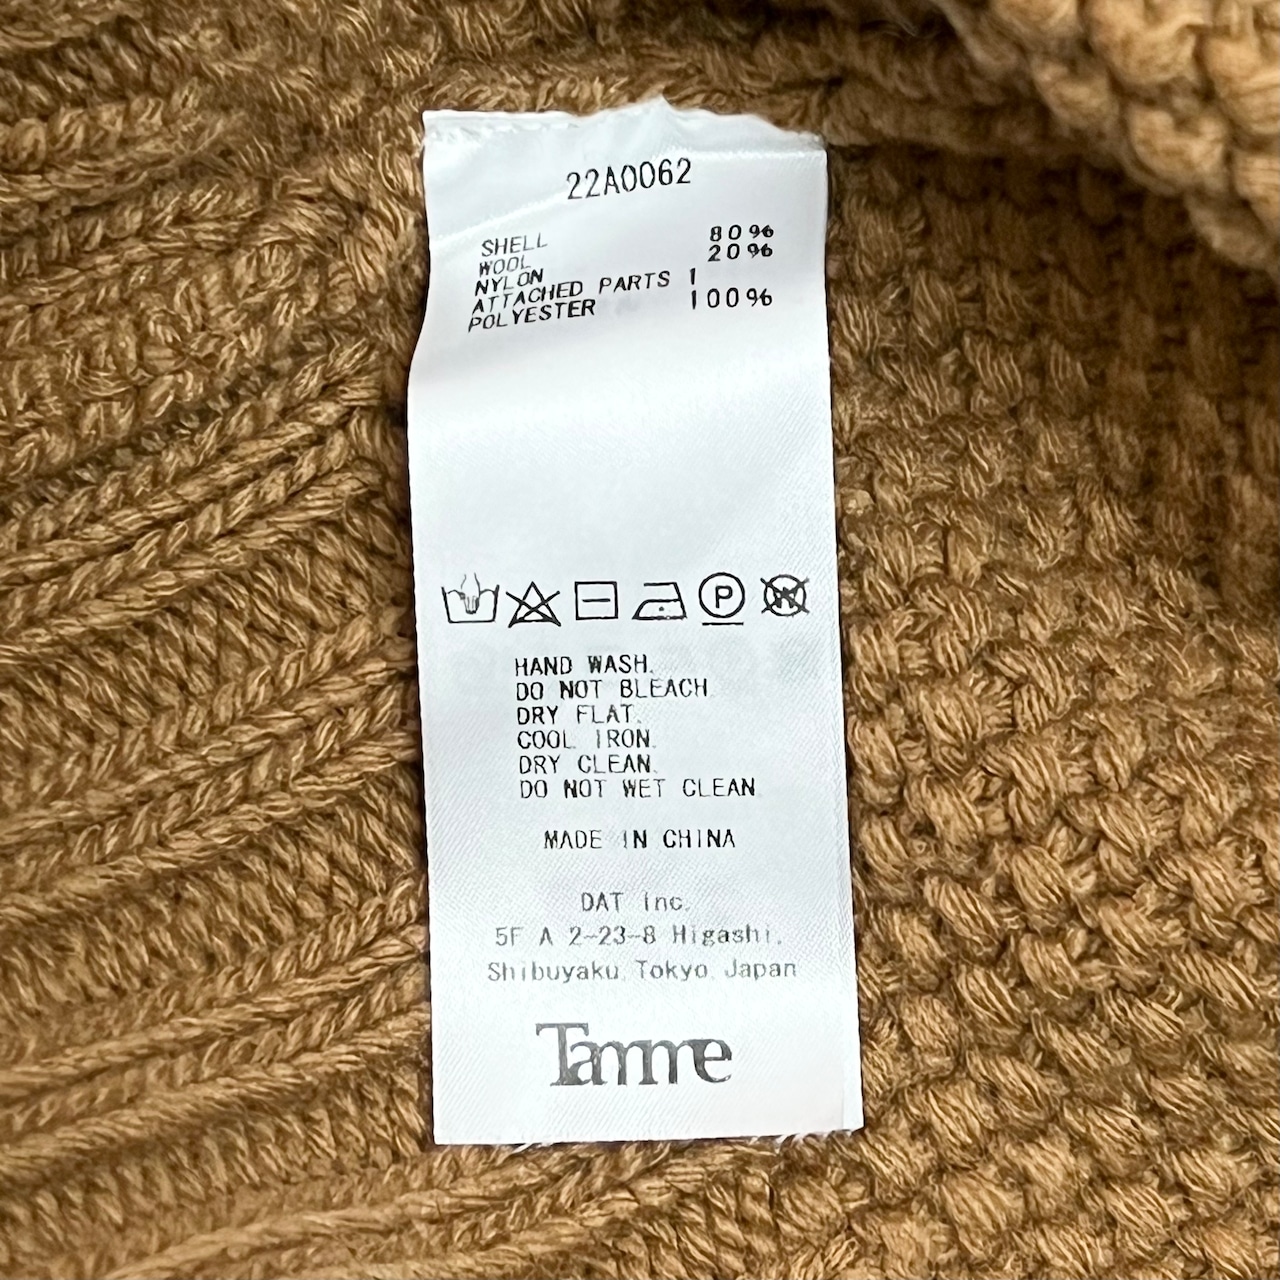 22A0062
SHELL
WOOL 80%
NYLON 20%
ATTACHED PARTS 1
POLYESTER 100%
P
W
HAND WASH.
DO NOT BLEACH.
DRY FLAT.
COOL IRON.
DRY CLEAN.
DO NOT WET CLEAN.
MADE IN CHINA
DAT Inc.
5F A 2-23-8 Higashi,
Shibuyaku,Tokyo,Japan
Tamme